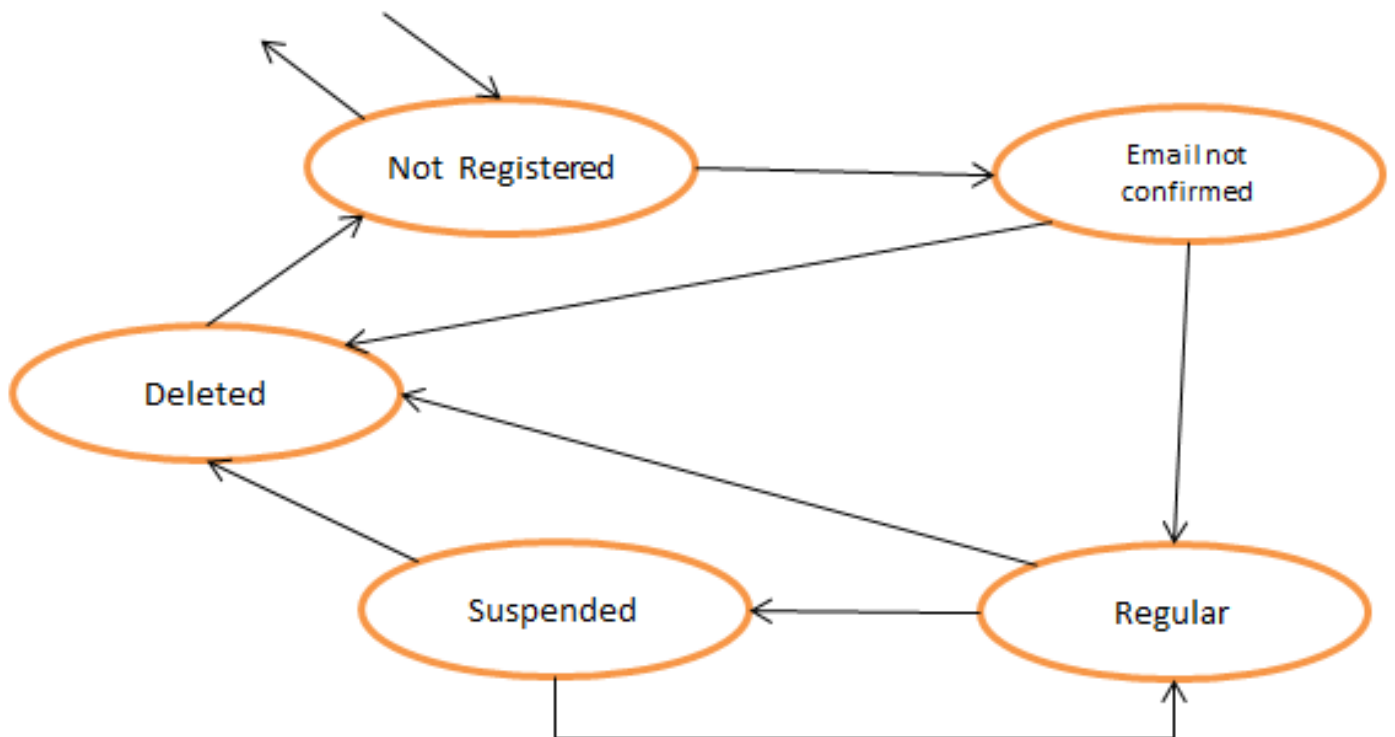 Not Registered
Email not
confirmed
Deleted
Suspended
Regular